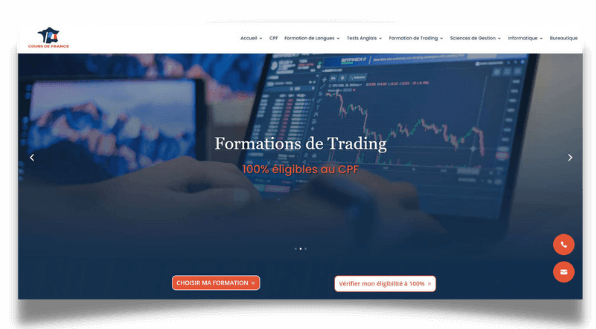 COURS DE FRANCE
Accueil
CPF
Formation de Langues
Tests Anglais
Formation de Trading
Sciences de Gestion
Informatique
Bureautique
Formations de Trading
100% éligibles au CPF
CHOISIR MA FORMATION »
Vérifier mon éligibilité à 100% »